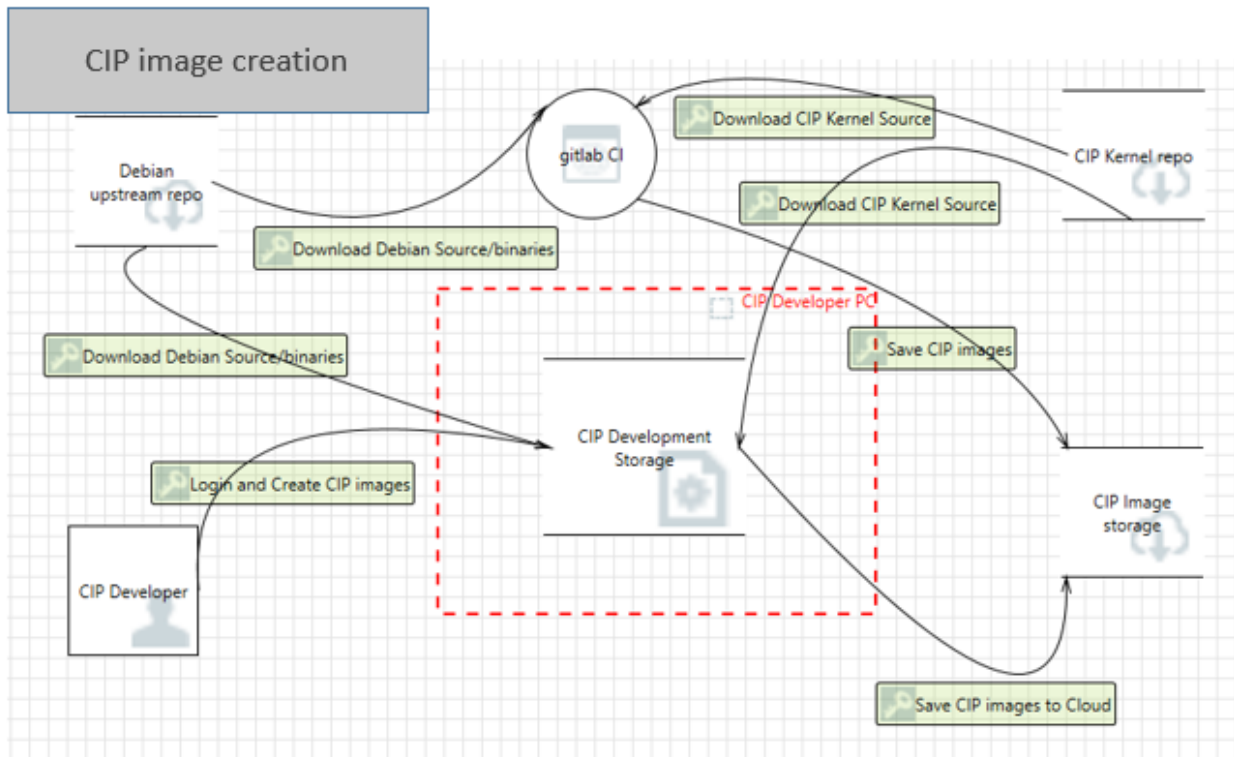 CIP image creation
Download CIP Kernel Source
gitlab CI
CIP Kernel repo
Debian
upstream repo
Download CIP Kernel Source
Download Debian Source/binaries
CIP Developer PC
Download Debian Source/binaries
Save CIP images
CIP Development
Storage
Login and Create CIP images
CIP Image
storage
CIP Developer
Save CIP images to Cloud